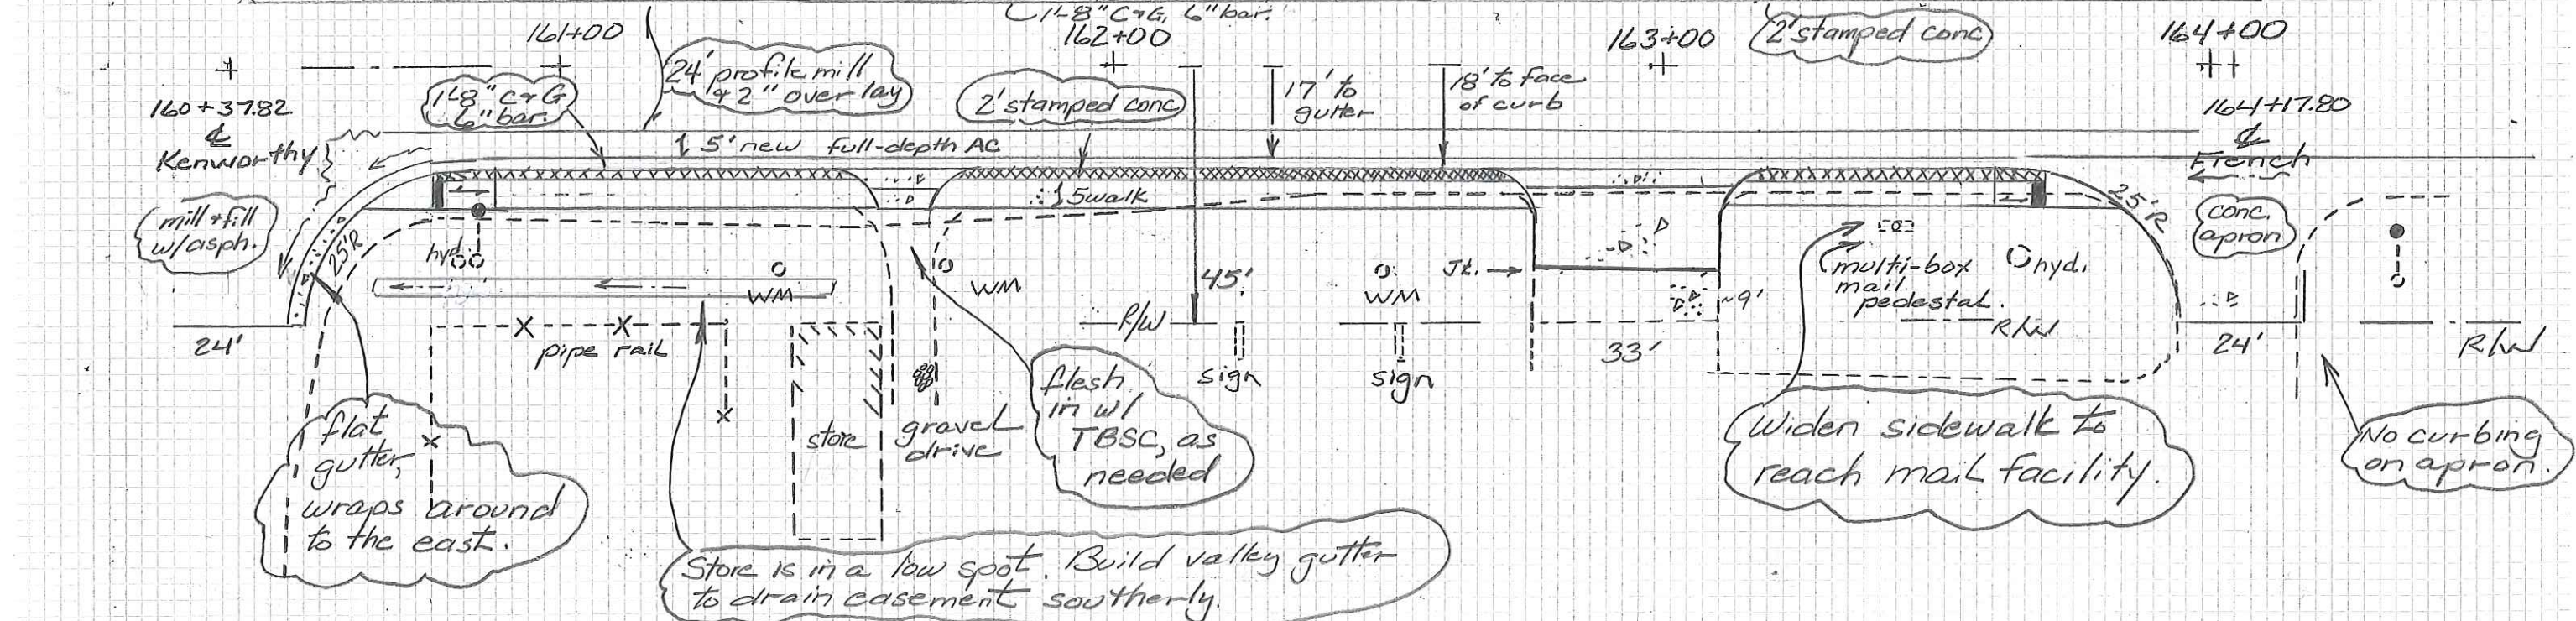 1'-8" C+G, 6" bar.
161+00
162+00
163+00
2' stamped conc
164+00
24' profile mill
+ 2" overlay
1'-8" C+G
6" bar.
2' stamped conc
17' to
gutter
18' to face
of curb
160+37.82
℄
Kenworthy
164+17.80
℄
French
5' new full-depth AC
mill + fill
w/asph.
25'R
hyd.
5' walk
25'R
conc.
apron
WM
WM
45'
WM
Jt.
~9'
multi-box
mail
pedestal.
hyd.
24'
pipe rail
R/W
sign
sign
33'
R/W
24'
R/W
flat
gutter,
wraps around
to the east.
store
gravel
drive
flesh
in w/
TBSC, as
needed
Widen sidewalk to
reach mail facility.
No curbing
on apron.
Store is in a low spot. Build valley gutter
to drain easement southerly.